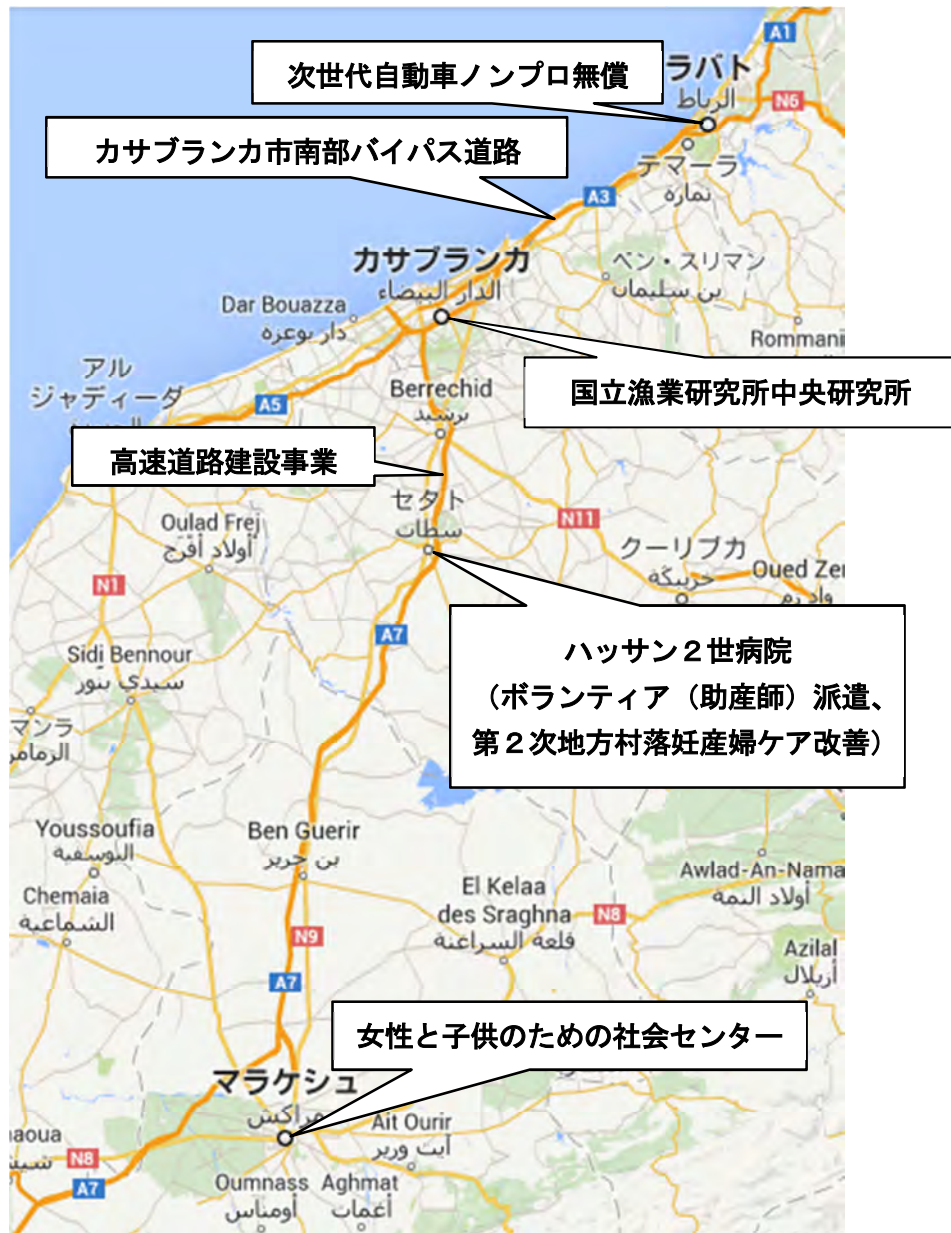 A1
次世代自動車ノンプロ無償
ラバト
الرباط
N6
カサブランカ市南部バイパス道路
テマーラ
تمارة
A3
カサブランカ
الدار البيضاء
ベン・スリマン
بن سليمان
Dar Bouazza
دار بوعزة
Rommani
アル
ジャディーダ
国立漁業研究所中央研究所
Berrechid
برشيد
A5
高速道路建設事業
セタト
سطات
Oulad Frej
أولاد أفرج
N11
クーリブカ
خريبكة
Oued Zem
واد زم
N1
ハッサン２世病院
（ボランティア（助産師）派遣、
第２次地方村落妊産婦ケア改善）
A7
Sidi Bennour
سيدي بنور
マンラ
الزمامر
Youssoufia
اليوسفية
Ben Guerir
بن جرير
Awlad-An-Nama
أولاد النمة
Chemaia
الشماعية
El Kelaa
des Sraghna
قلعة السراغنة
N8
N9
Azilal
أزيلال
A7
女性と子供のための社会センター
マラケシュ
مراكش
Ait Ourir
آيت ورير
naoua
شيش
N8
A7
Oumnass
أومناس
Aghmat
أغمات